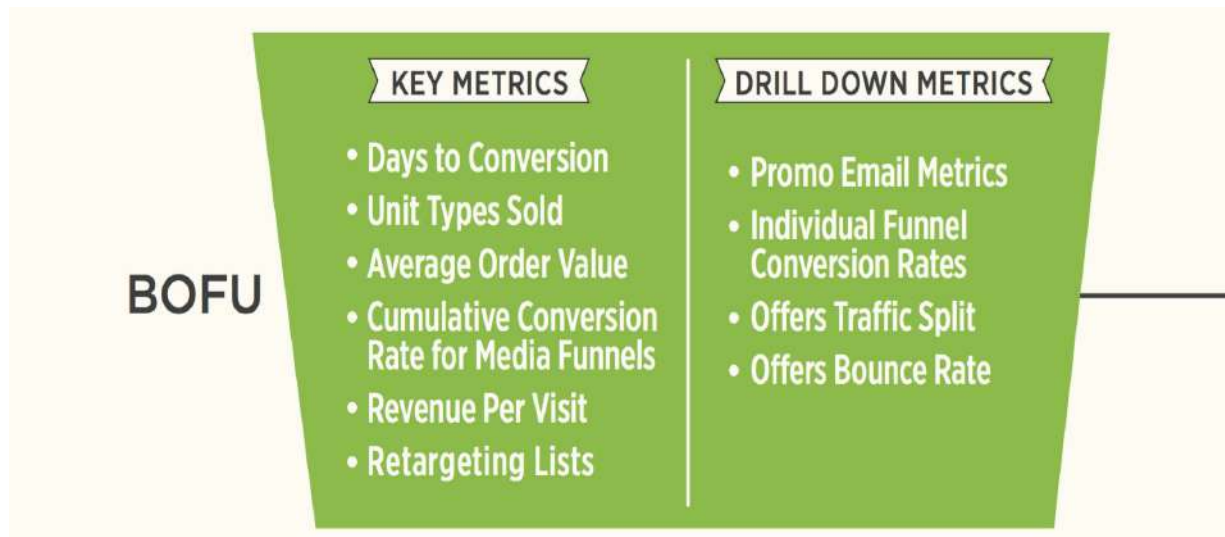 BOFU
KEY METRICS
• Days to Conversion
• Unit Types Sold
• Average Order Value
• Cumulative Conversion
Rate for Media Funnels
• Revenue Per Visit
• Retargeting Lists
DRILL DOWN METRICS
• Promo Email Metrics
• Individual Funnel
Conversion Rates
• Offers Traffic Split
• Offers Bounce Rate